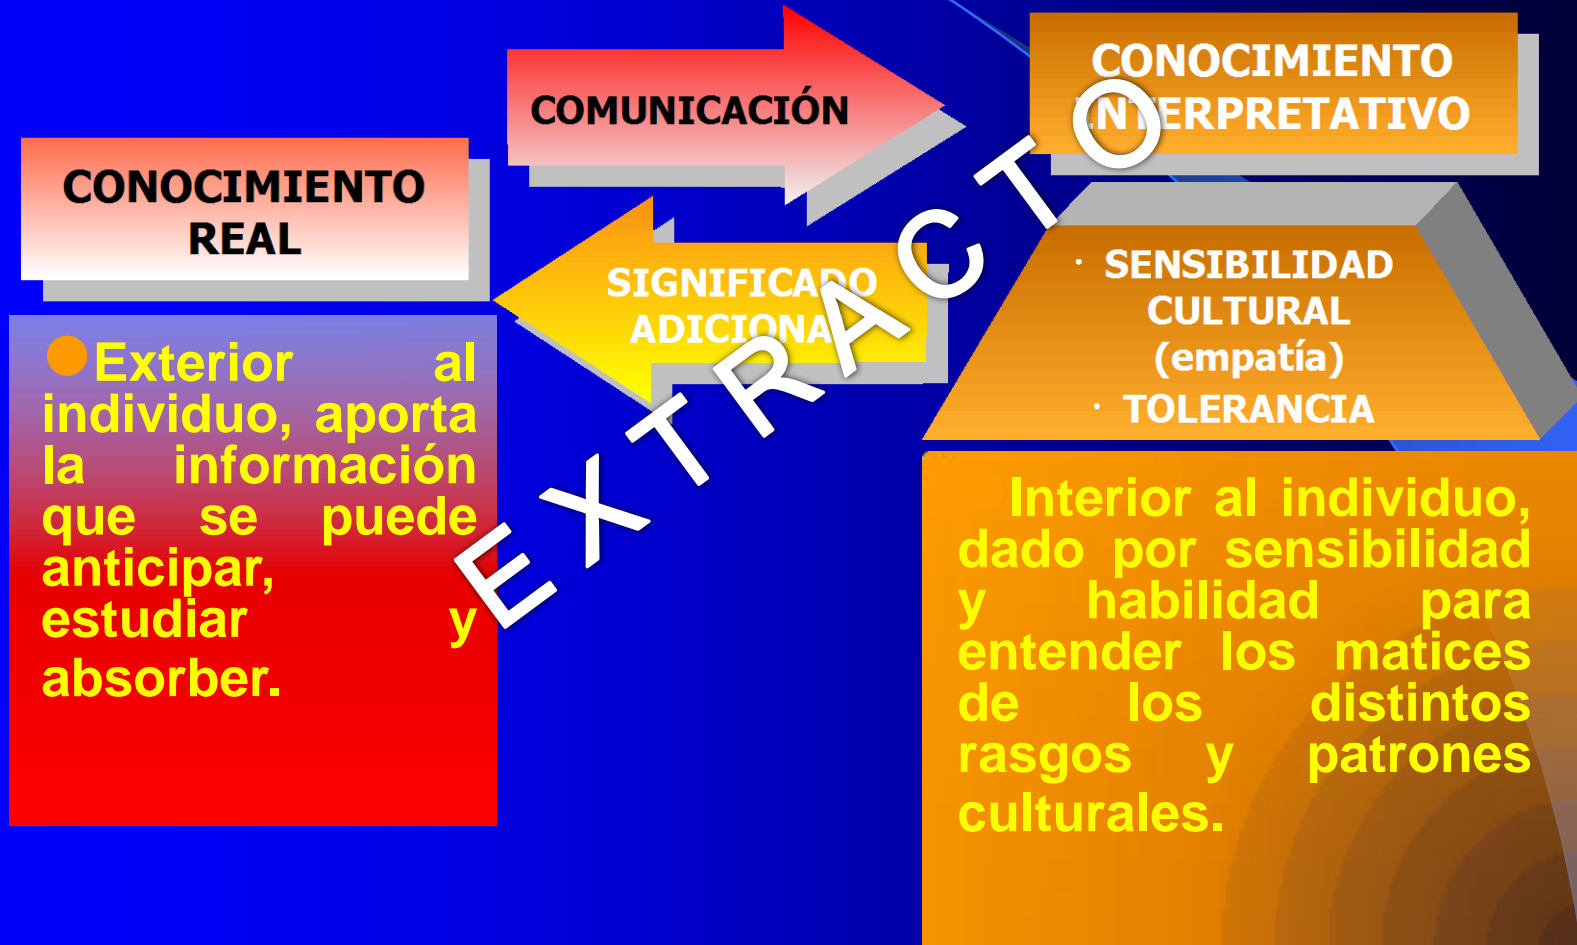 COMUNICACIÓN
CONOCIMIENTO
INTERPRETATIVO
CONOCIMIENTO
REAL
SIGNIFICADO
ADICIONAL
· SENSIBILIDAD
CULTURAL
(empatía)
· TOLERANCIA
Exterior al
individuo, aporta
la información
que se puede
anticipar,
estudiar y
absorber.
Interior al individuo,
dado por sensibilidad
y habilidad para
entender los matices
de los distintos
rasgos y patrones
culturales.
EXTRACTO